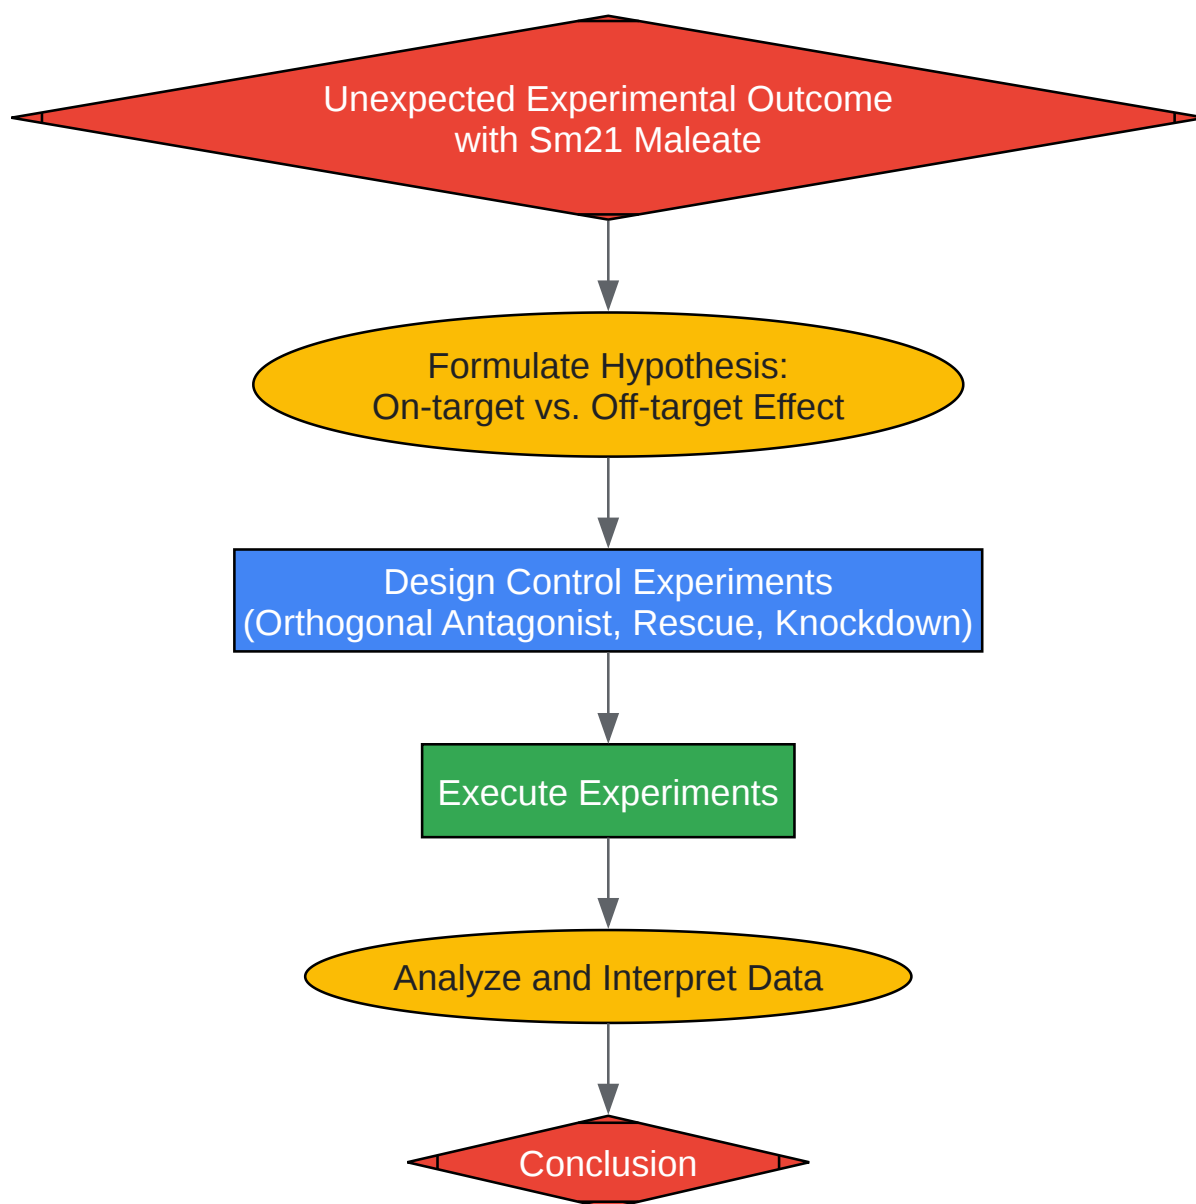 Unexpected Experimental Outcome
with Sm21 Maleate
Formulate Hypothesis:
On-target vs. Off-target Effect
Design Control Experiments
(Orthogonal Antagonist, Rescue, Knockdown)
Execute Experiments
Analyze and Interpret Data
Conclusion